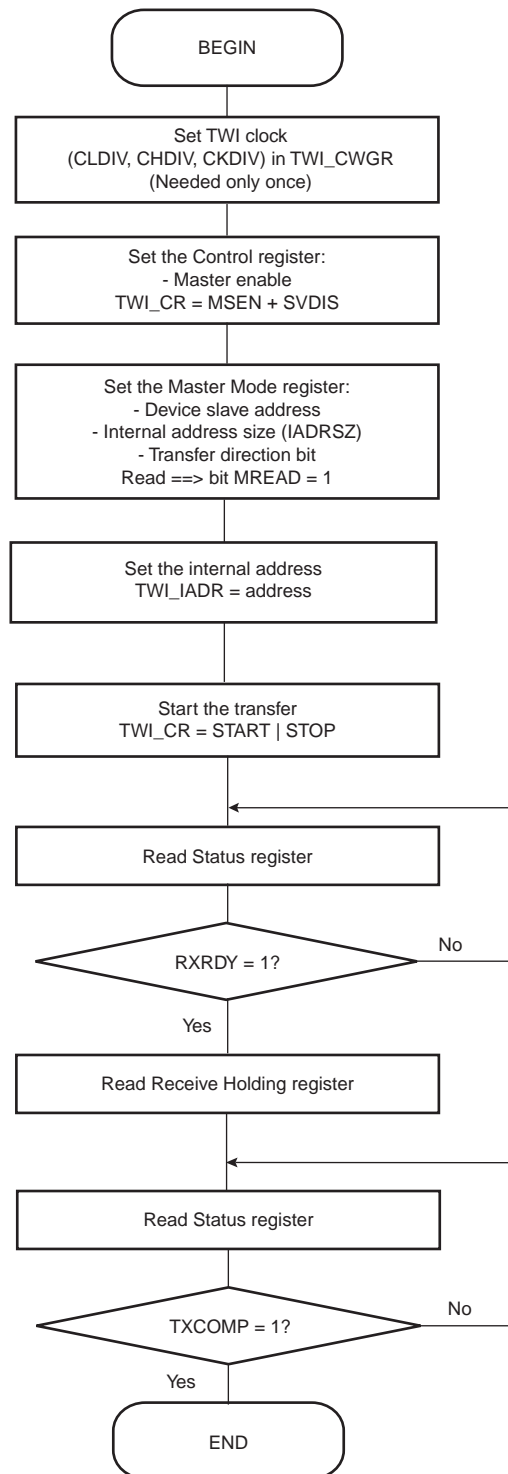 BEGIN
Set TWI clock
(CLDIV, CHDIV, CKDIV) in TWI_CWGR
(Needed only once)
Set the Control register:
- Master enable
TWI_CR = MSEN + SVDIS
Set the Master Mode register:
- Device slave address
- Internal address size (IADRSZ)
- Transfer direction bit
Read ==> bit MREAD = 1
Set the internal address
TWI_IADR = address
Start the transfer
TWI_CR = START | STOP
Read Status register
RXRDY = 1?
No
Yes
Read Receive Holding register
Read Status register
TXCOMP = 1?
No
Yes
END